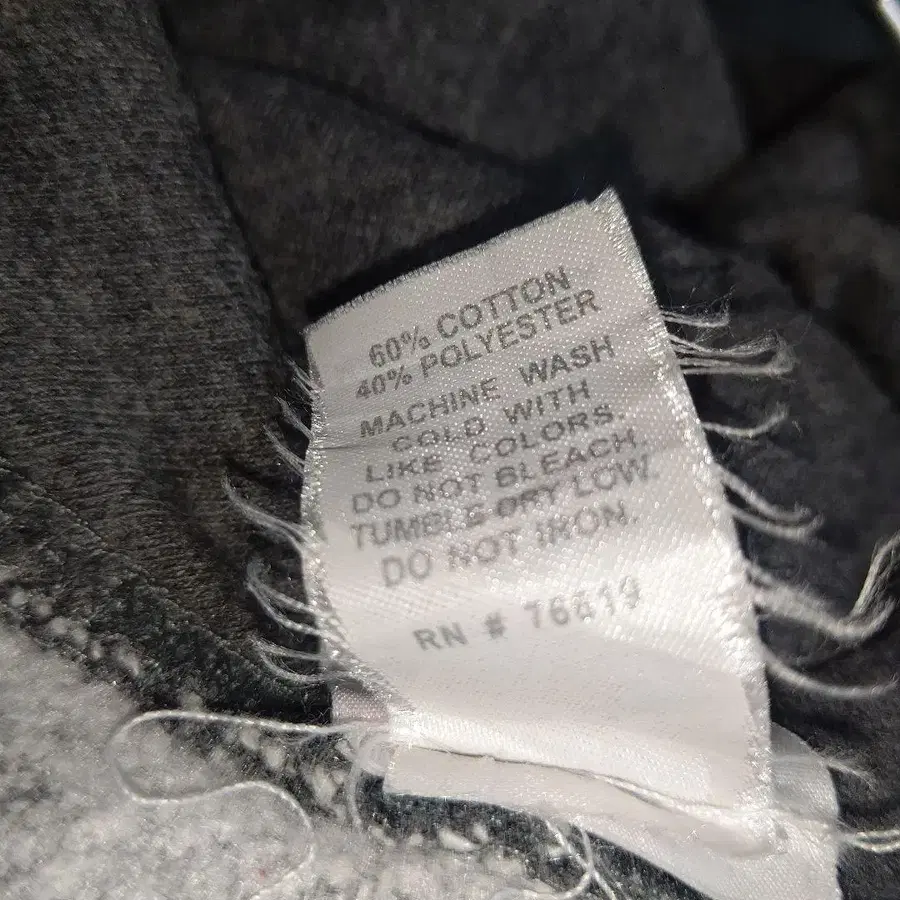 60% COTTON
40% POLYESTER
MACHINE WASH
COLD WITH
LIKE COLORS.
DO NOT BLEACH.
TUMBLE DRY LOW.
DO NOT IRON.
RN #